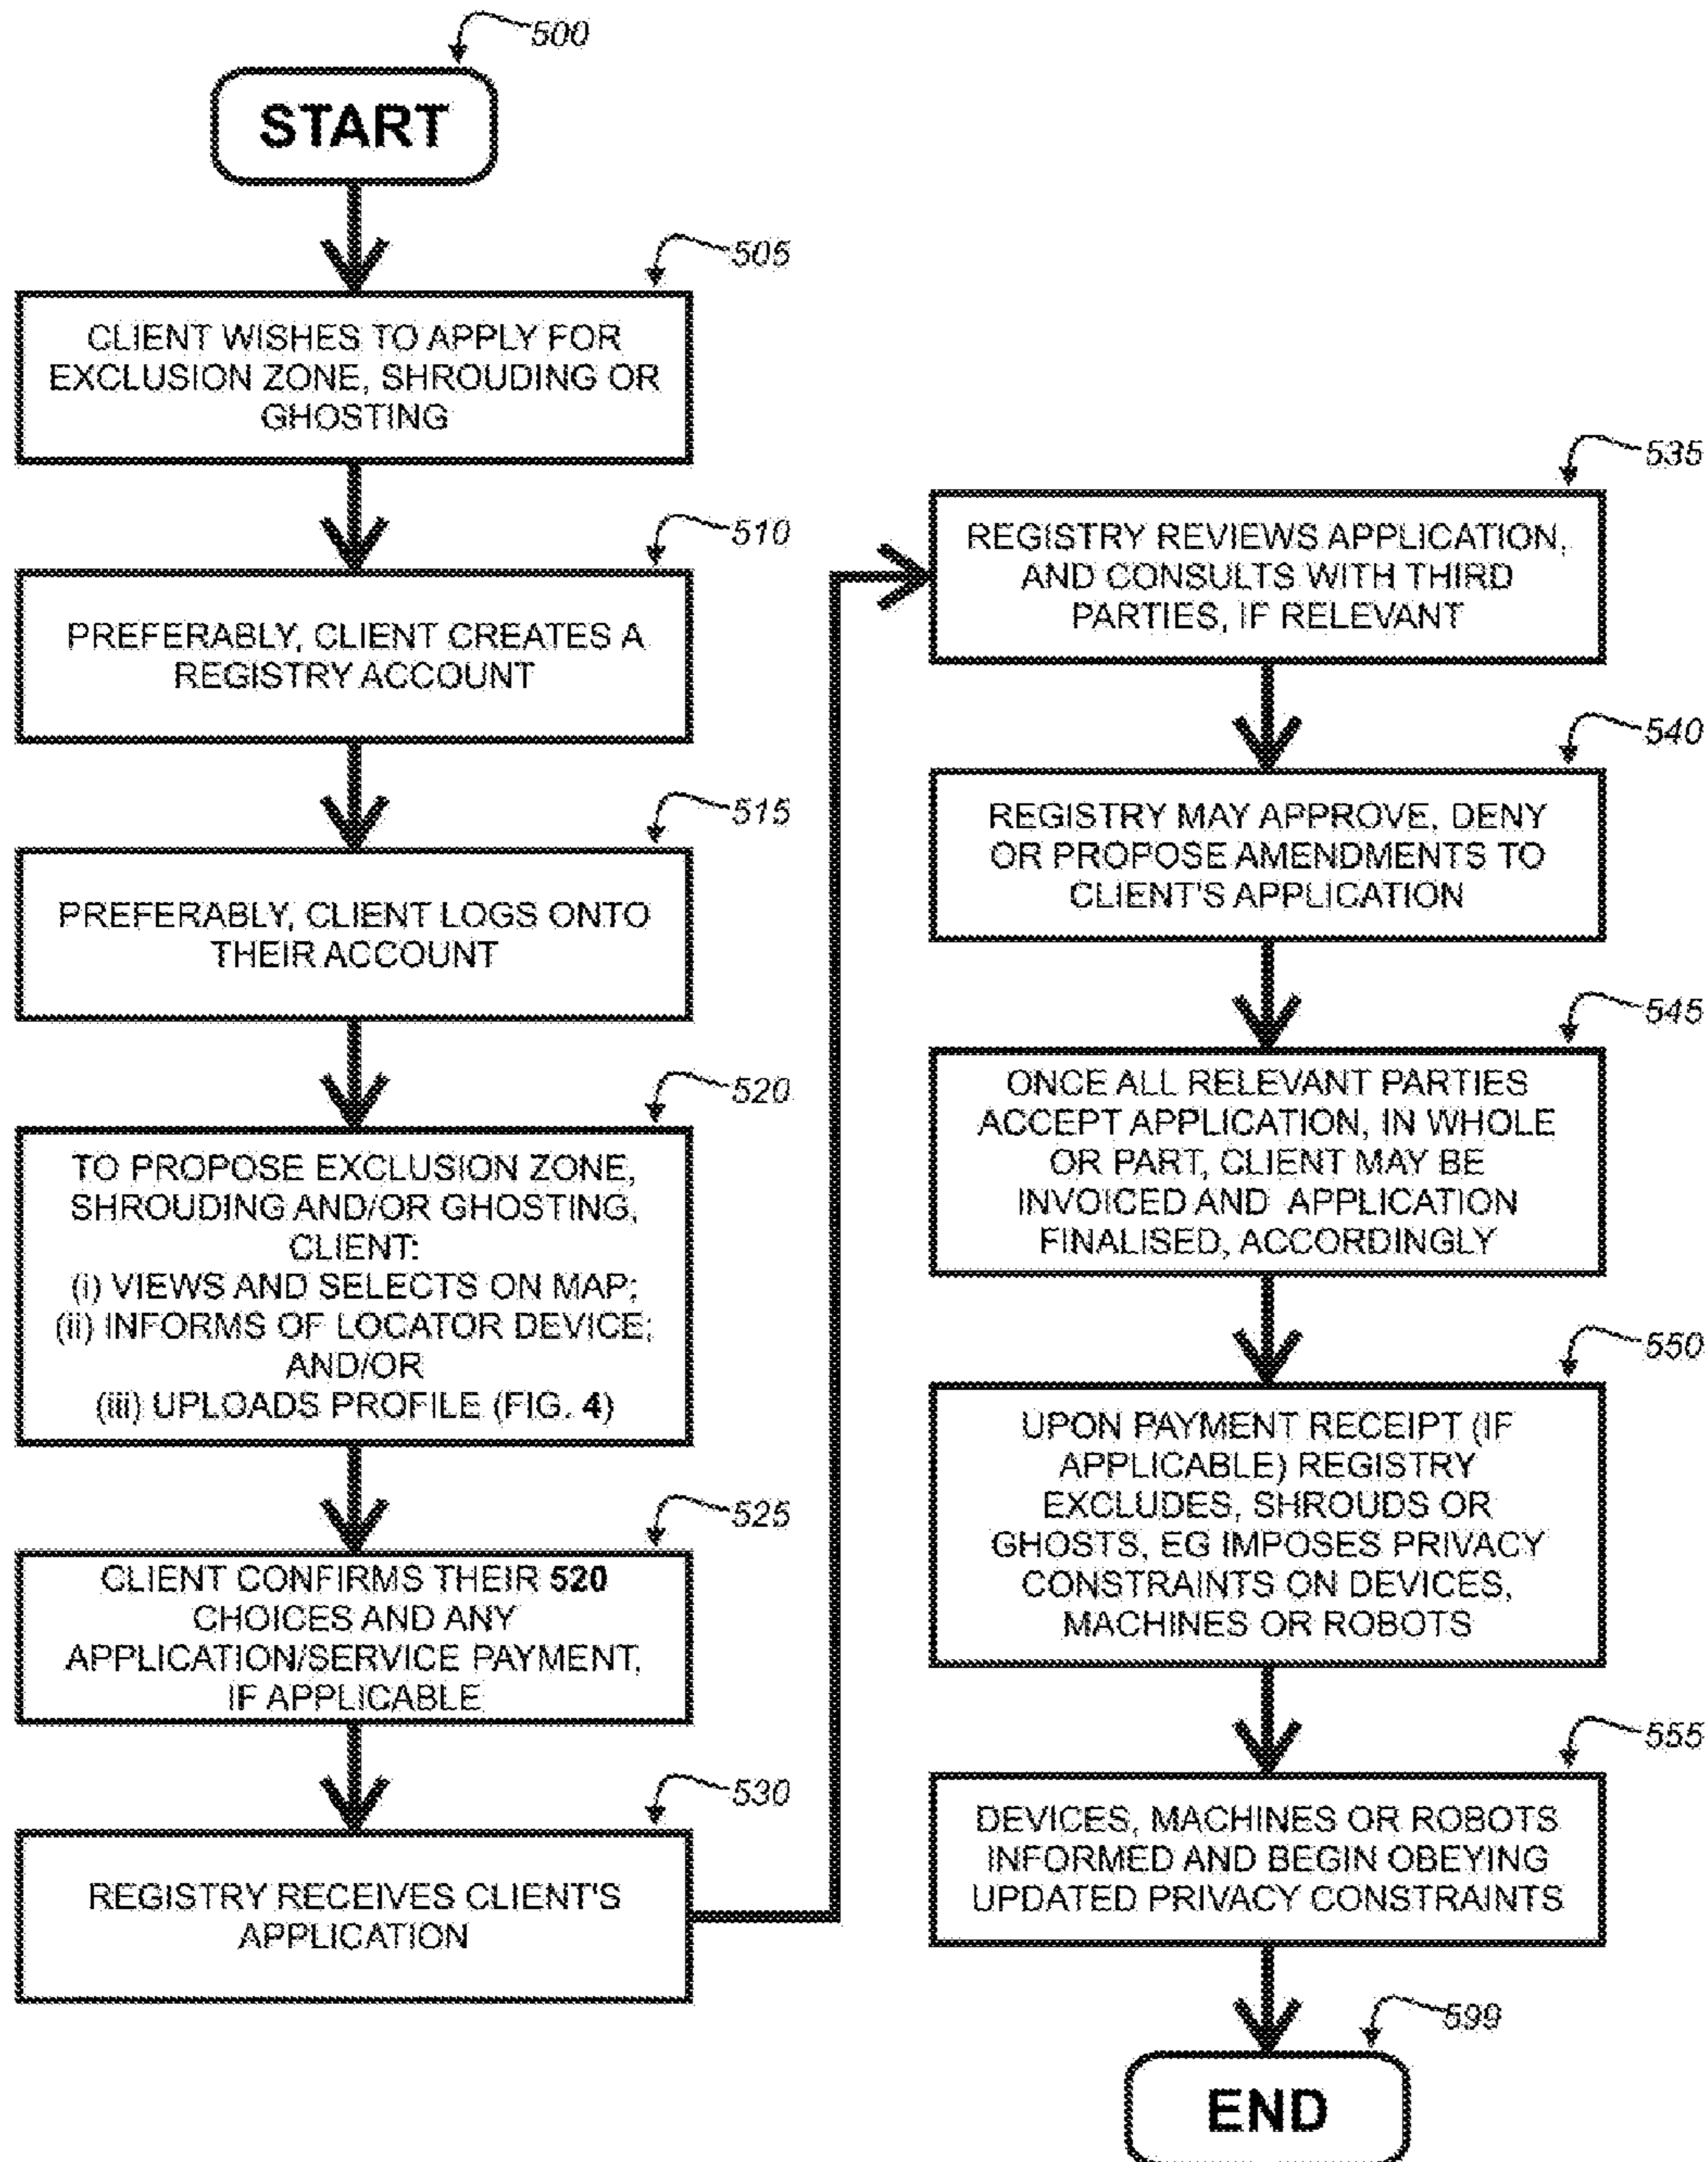 500
START
505
CLIENT WISHES TO APPLY FOR
EXCLUSION ZONE, SHROUDING OR
GHOSTING
510
PREFERABLY, CLIENT CREATES A
REGISTRY ACCOUNT
515
PREFERABLY, CLIENT LOGS ONTO
THEIR ACCOUNT
520
TO PROPOSE EXCLUSION ZONE,
SHROUDING AND/OR GHOSTING,
CLIENT:
(i) VIEWS AND SELECTS ON MAP;
(ii) INFORMS OF LOCATOR DEVICE;
AND/OR
(iii) UPLOADS PROFILE (FIG. 4)
525
CLIENT CONFIRMS THEIR 520
CHOICES AND ANY
APPLICATION/SERVICE PAYMENT,
IF APPLICABLE
530
REGISTRY RECEIVES CLIENT'S
APPLICATION
535
REGISTRY REVIEWS APPLICATION,
AND CONSULTS WITH THIRD
PARTIES, IF RELEVANT
540
REGISTRY MAY APPROVE, DENY
OR PROPOSE AMENDMENTS TO
CLIENT'S APPLICATION
545
ONCE ALL RELEVANT PARTIES
ACCEPT APPLICATION, IN WHOLE
OR PART, CLIENT MAY BE
INVOICED AND APPLICATION
FINALISED, ACCORDINGLY
550
UPON PAYMENT RECEIPT (IF
APPLICABLE) REGISTRY
EXCLUDES, SHROUDS OR
GHOSTS, EG IMPOSES PRIVACY
CONSTRAINTS ON DEVICES,
MACHINES OR ROBOTS
555
DEVICES, MACHINES OR ROBOTS
INFORMED AND BEGIN OBEYING
UPDATED PRIVACY CONSTRAINTS
599
END